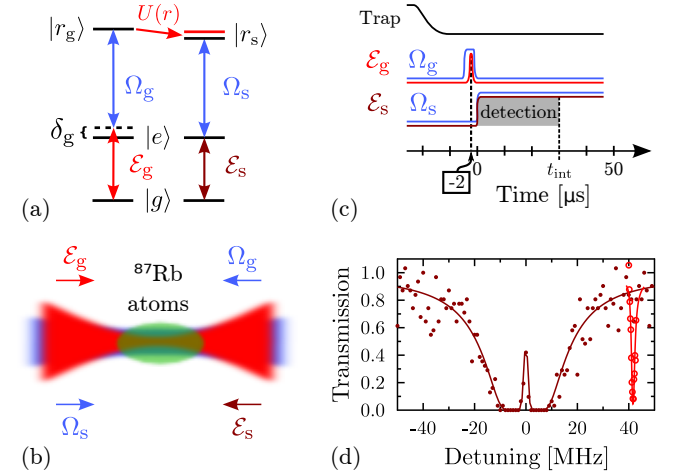 |r_g⟩ U(r) |r_s⟩
Ω_g Ω_s
δ_g { |e⟩
ℰ_g ℰ_s
|g⟩
(a)
Trap
ℰ_g Ω_g
ℰ_s Ω_s detection
-2 0 t_int 50
Time [μs]
(c)
ℰ_g ⁸⁷Rb Ω_g
atoms
Ω_s ℰ_s
(b)
Transmission
1.0
0.8
0.6
0.4
0.2
0.0
-40 -20 0 20 40
Detuning [MHz]
(d)